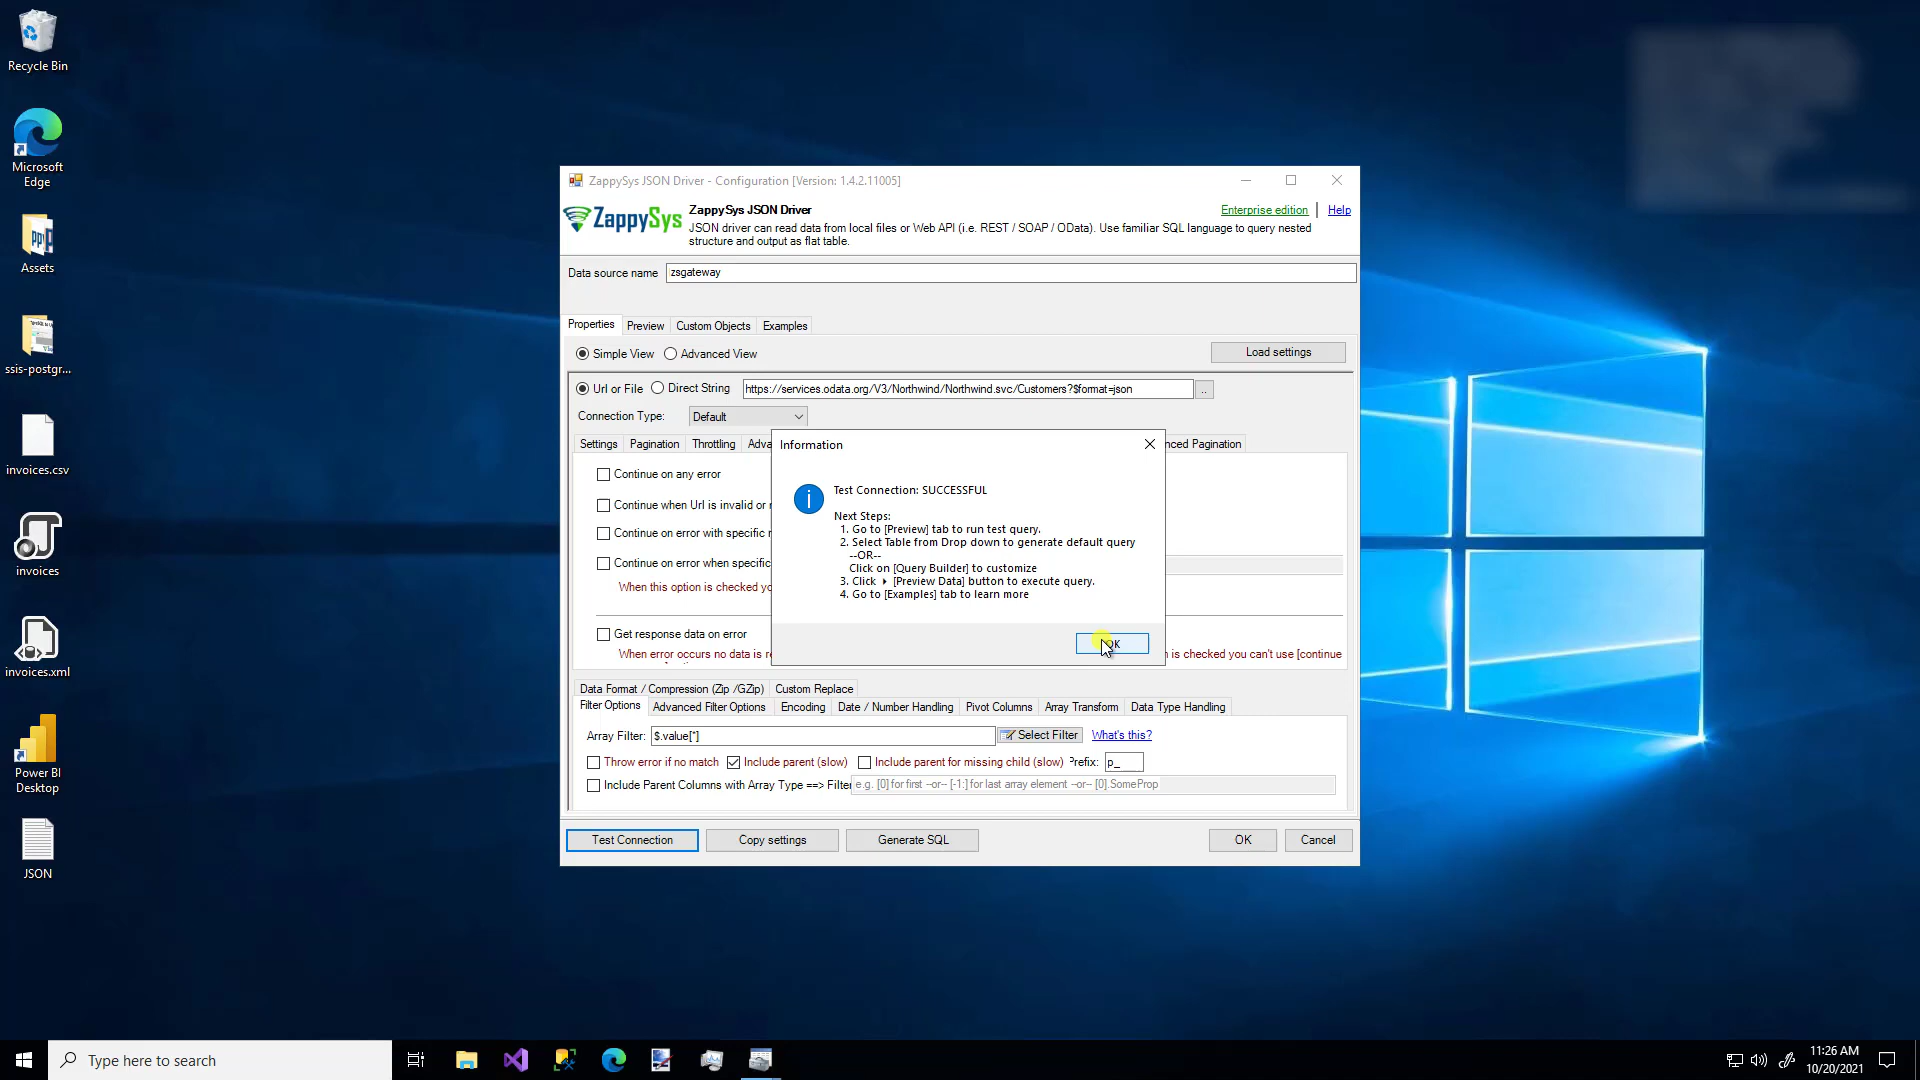 Recycle Bin
Microsoft
Edge
Assets
ssis-postgr...
invoices.csv
invoices
invoices.xml
Power BI
Desktop
JSON
ZappySys JSON Driver - Configuration [Version: 1.4.2.11005]
ZappySys
ZappySys JSON Driver
Enterprise edition
Help
JSON driver can read data from local files or Web API (i.e. REST / SOAP / OData). Use familiar SQL language to query nested
structure and output as flat table.
Data source name
zsgateway
Properties
Preview
Custom Objects
Examples
Simple View
Advanced View
Load settings
Url or File
Direct String
https://services.odata.org/V3/Northwind/Northwind.svc/Customers?$format=json
..
Connection Type:
Default
Settings
Pagination
Throttling
Adva
nced Pagination
Continue on any error
Continue when Url is invalid or
Continue on error with specific
Continue on error when specific
When this option is checked
Get response data on error
When error occurs no data is
is checked you can't use [continue
Information
Test Connection: SUCCESSFUL
Next Steps:
1. Go to [Preview] tab to run test query.
2. Select Table from Drop down to generate default query
--OR--
Click on [Query Builder] to customize
3. Click [Preview Data] button to execute query.
4. Go to [Examples] tab to learn more
OK
Data Format / Compression (Zip /GZip)
Custom Replace
Filter Options
Advanced Filter Options
Encoding
Date / Number Handling
Pivot Columns
Array Transform
Data Type Handling
Array Filter:
$.value[*]
Select Filter
What's this?
Throw error if no match
Include parent (slow)
Include parent for missing child (slow)
Prefix:
p_
Include Parent Columns with Array Type ==> Filter
e.g. [0] for first --or-- [-1:] for last array element --or-- [0].SomeProp
Test Connection
Copy settings
Generate SQL
OK
Cancel
Type here to search
11:26 AM
10/20/2021